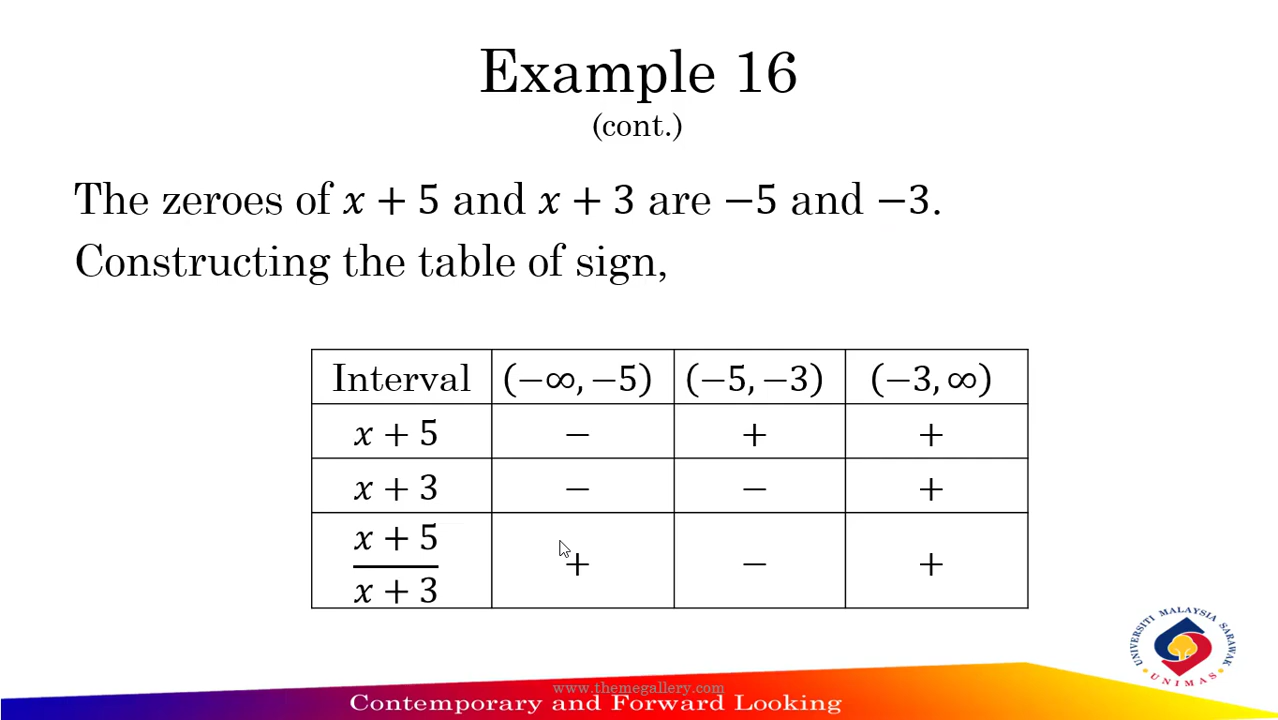 Example 16
(cont.)
The zeroes of x + 5 and x + 3 are −5 and −3.
Constructing the table of sign,
Interval (−∞, −5) (−5, −3) (−3, ∞)
x + 5 − + +
x + 3 − − +
x + 5
+ − +
x + 3
UNIVERSITI MALAYSIA SARAWAK
UNIMAS
www.themegallery.com
Contemporary and Forward Looking